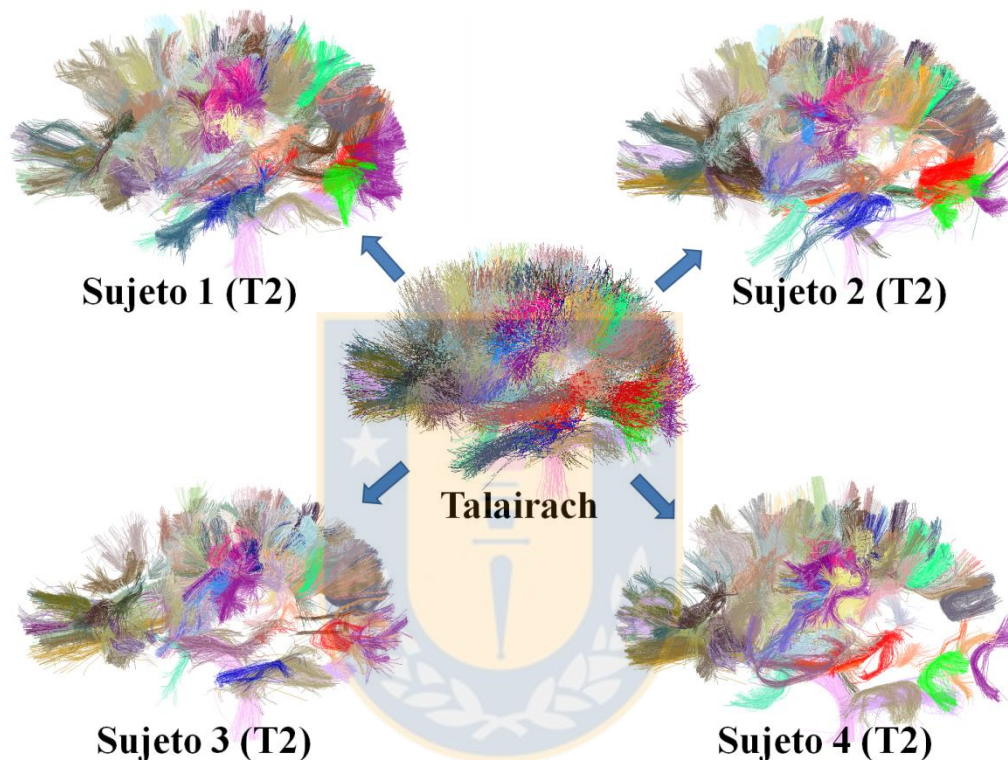 Sujeto 1 (T2)
Sujeto 2 (T2)
Talairach
Sujeto 3 (T2)
Sujeto 4 (T2)